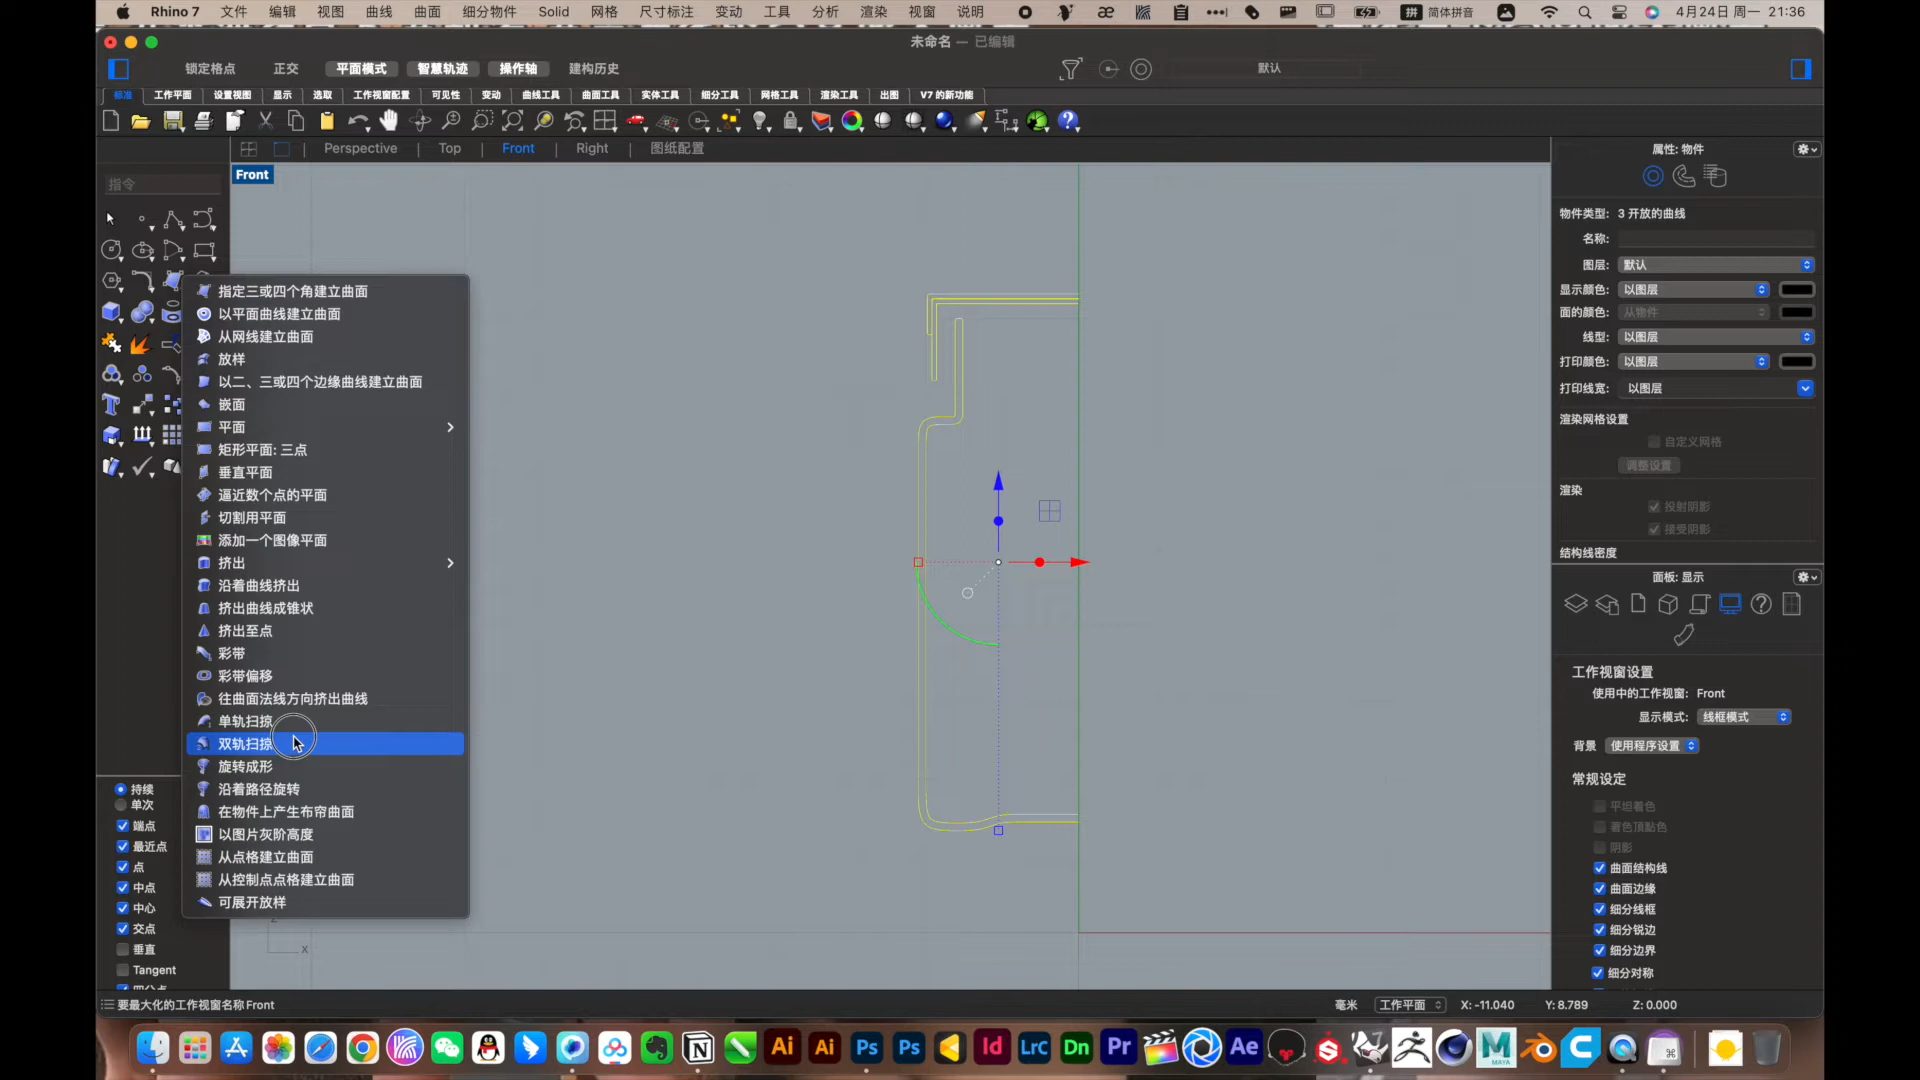 Rhino 7 文件 编辑 视图 曲线 曲面 细分物件 Solid 网格 尺寸标注 变动 工具 分析 渲染 视窗 说明 拼 简体拼音 4月24日 周一 21:36
未命名 — 已编辑
锁定格点 正交 平面模式 智慧轨迹 操作轴 建构历史 默认
标准 工作平面 设置视图 显示 选取 工作视窗配置 可见性 变动 曲线工具 曲面工具 实体工具 细分工具 网格工具 渲染工具 出图 V7 的新功能
Perspective Top Front Right 图纸配置
Front
指令
指定三或四个角建立曲面
以平面曲线建立曲面
从网线建立曲面
放样
以二、三或四个边缘曲线建立曲面
嵌面
平面
矩形平面: 三点
垂直平面
逼近数个点的平面
切割用平面
添加一个图像平面
挤出
沿着曲线挤出
挤出曲线成锥状
挤出至点
彩带
彩带偏移
往曲面法线方向挤出曲线
单轨扫掠
双轨扫掠
旋转成形
沿着路径旋转
在物件上产生布帘曲面
以图片灰阶高度
从点格建立曲面
从控制点点格建立曲面
可展开放样
持续
单次
端点
最近点
点
中点
中心
交点
垂直
Tangent
四分点
x
属性: 物件
物件类型: 3 开放的曲线
名称:
图层: 默认
显示颜色: 以图层
面的颜色: 从物件
线型: 以图层
打印颜色: 以图层
打印线宽: 以图层
渲染网格设置
自定义网格
调整设置
渲染
投射阴影
接受阴影
结构线密度
面板: 显示
工作视窗设置
使用中的工作视窗: Front
显示模式: 线框模式
背景 使用程序设置
常规设定
平坦着色
著色頂點色
阴影
曲面结构线
曲面边缘
细分线框
细分锐边
细分边界
细分对称
要最大化的工作视窗名称Front 毫米 工作平面 X: -11.040 Y: 8.789 Z: 0.000
Ai Ai Ps Ps Id LrC Dn Pr Ae MAYA